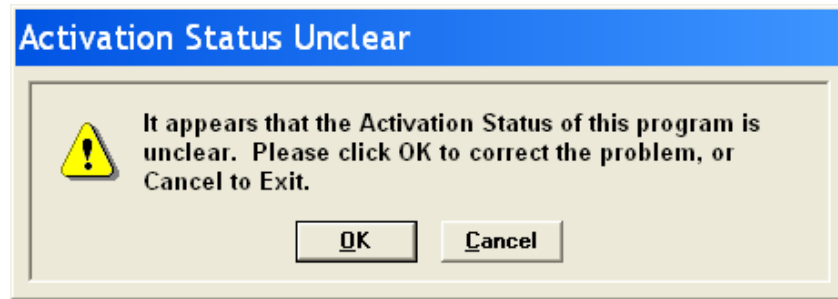 Activation Status Unclear
It appears that the Activation Status of this program is
unclear.  Please click OK to correct the problem, or
Cancel to Exit.
OK
Cancel